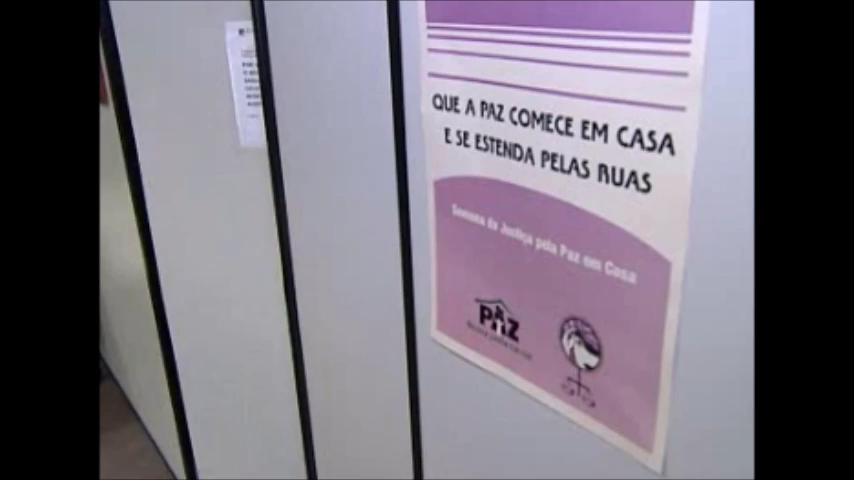 QUE A PAZ COMECE EM CASA
E SE ESTENDA PELAS RUAS
Semana da Justiça pela Paz em Casa
PAZ